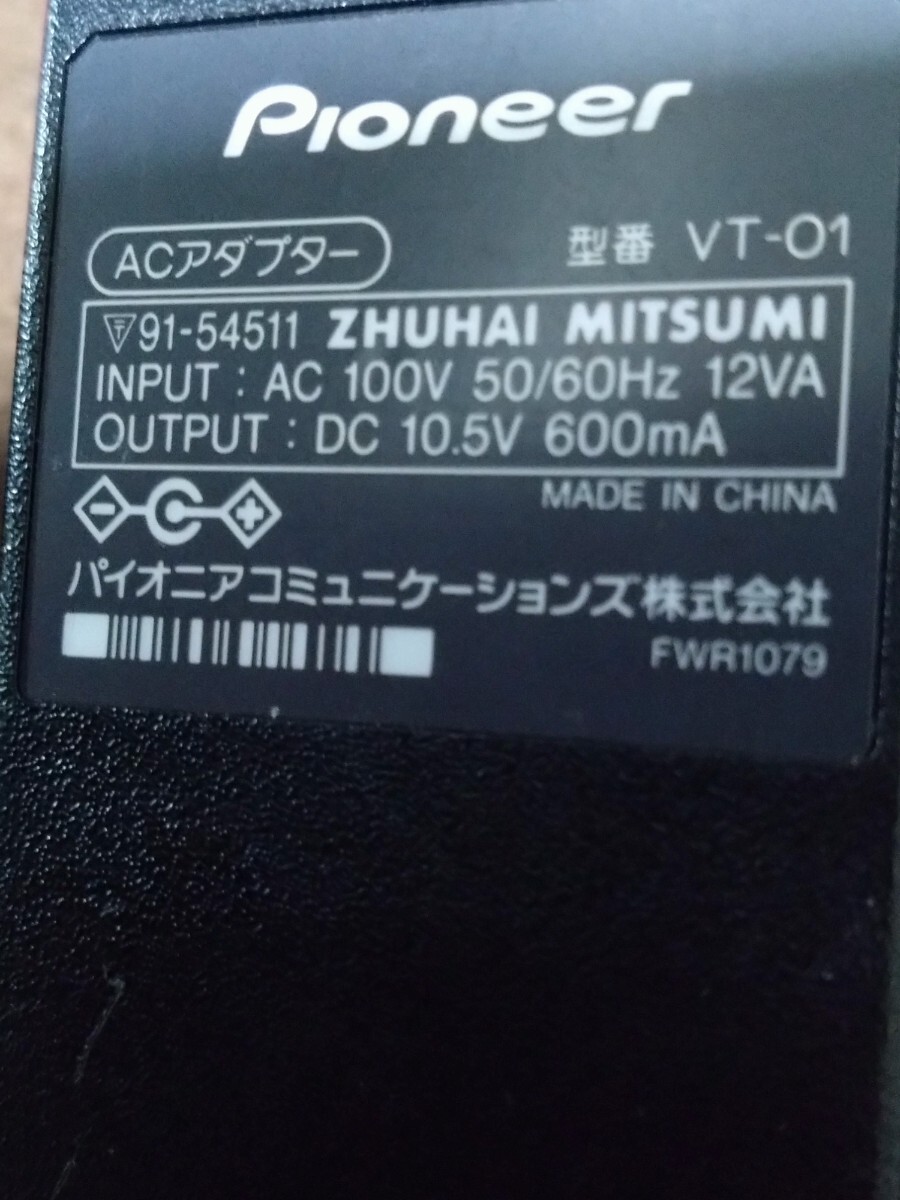 Pioneer
ACアダプター 型番 VT-01
91-54511 ZHUHAI MITSUMI
INPUT : AC 100V 50/60Hz 12VA
OUTPUT : DC 10.5V 600mA
MADE IN CHINA
パイオニアコミュニケーションズ株式会社
FWR1079